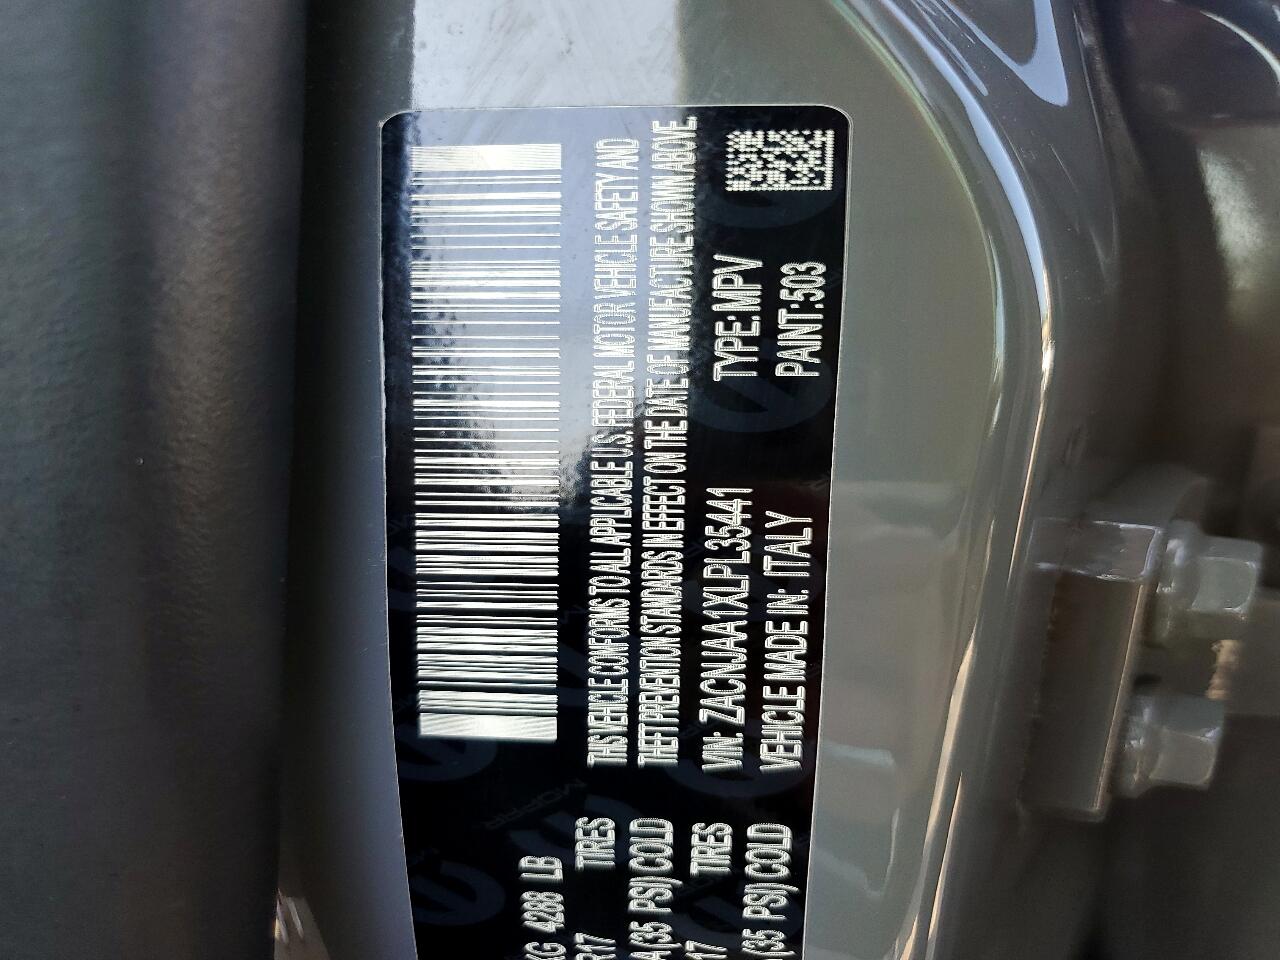 KG 4288 LB
R17 TIRES
A(35 PSI) COLD
17 TIRES
(35 PSI) COLD
THIS VEHICLE CONFORMS TO ALL APPLICABLE U.S. FEDERAL MOTOR VEHICLE SAFETY AND
THEFT PREVENTION STANDARDS IN EFFECT ON THE DATE OF MANUFACTURE SHOWN ABOVE.
VIN: ZACNJAA1XLPL35441 TYPE: MPV
VEHICLE MADE IN: ITALY PAINT:503